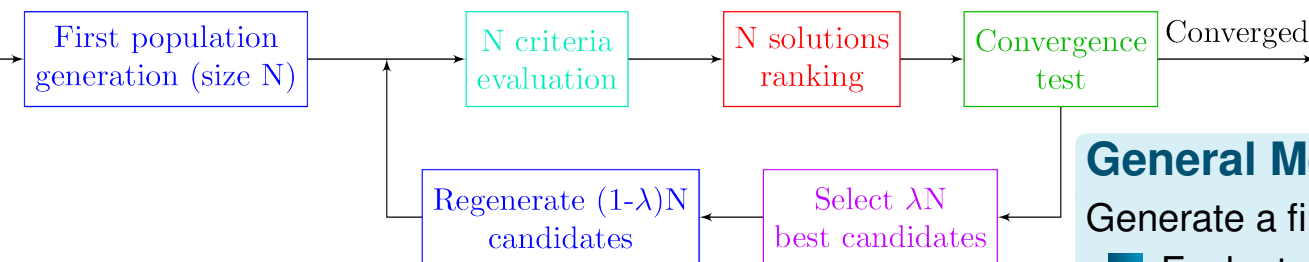 First population
generation (size N)
N criteria
evaluation
N solutions
ranking
Convergence
test
Converged
Regenerate (1-λ)N
candidates
Select λN
best candidates
General M
Generate a fi